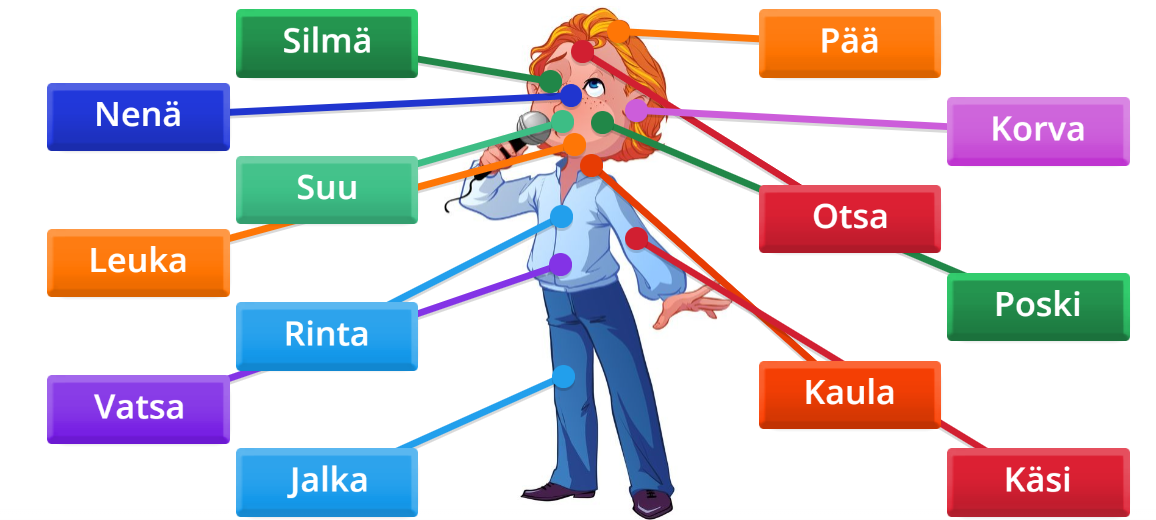 Silmä
Pää
Nenä
Korva
Suu
Otsa
Leuka
Poski
Rinta
Kaula
Vatsa
Jalka
Käsi